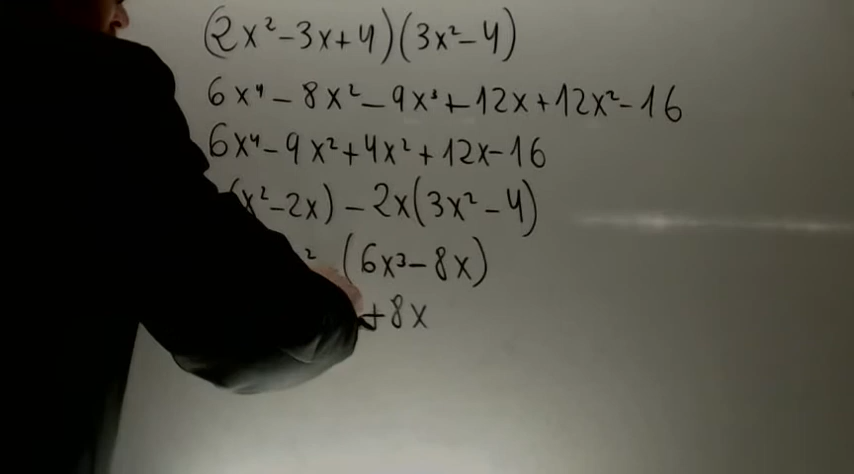 (2x² - 3x + 4)(3x² - 4)
6x⁴ - 8x² - 9x³ + 12x + 12x² - 16
6x⁴ - 9x² + 4x² + 12x - 16
(x² - 2x) - 2x(3x² - 4)
² (6x³ - 8x)
+ 8x